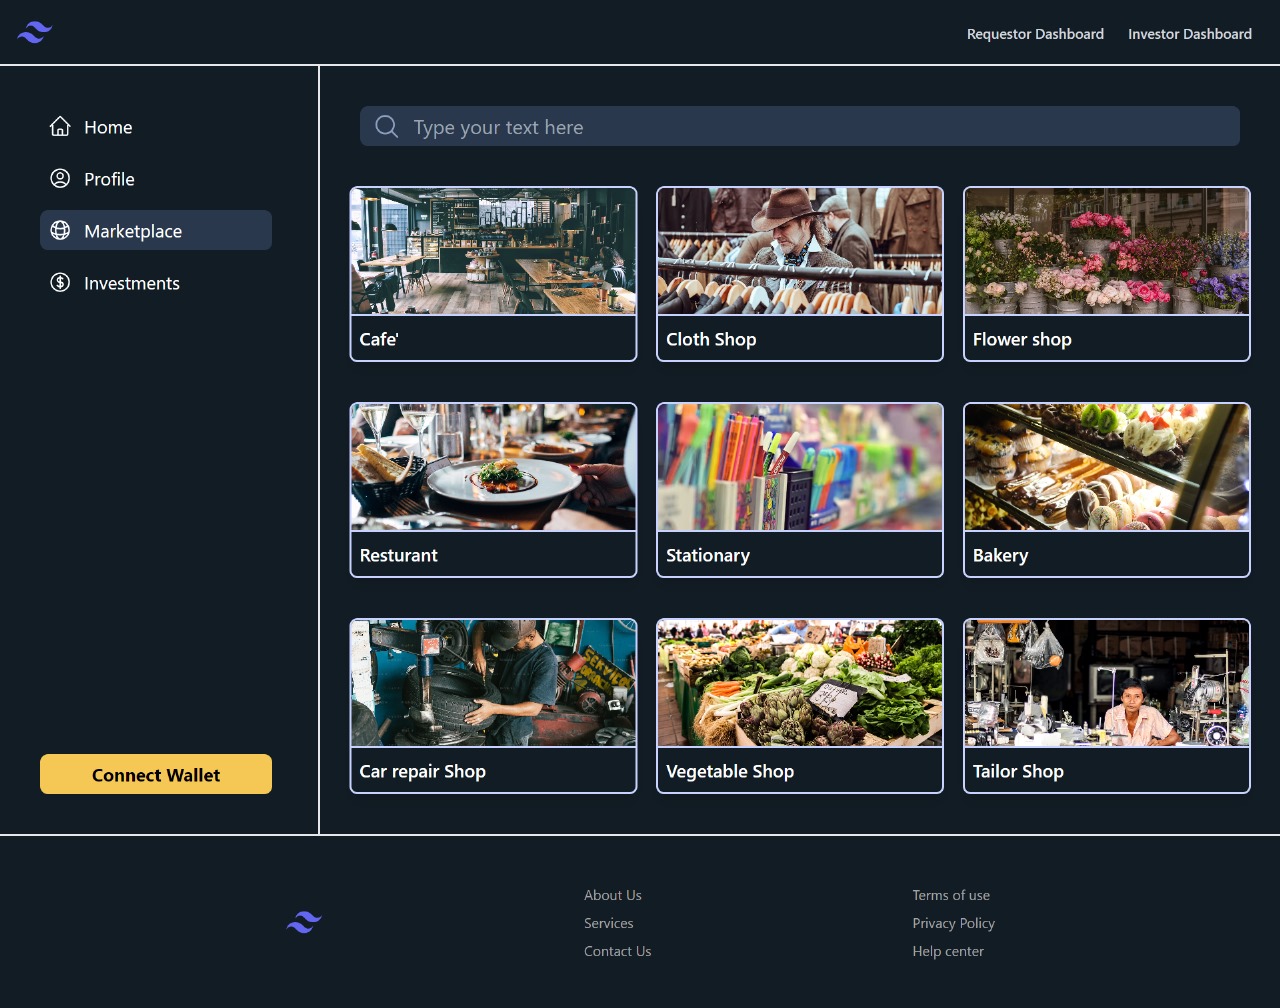 Requestor Dashboard
Investor Dashboard
Home
Profile
Marketplace
Investments
Connect Wallet
Type your text here
Cafe'
Cloth Shop
Flower shop
Resturant
Stationary
Bakery
Car repair Shop
Vegetable Shop
Tailor Shop
About Us
Services
Contact Us
Terms of use
Privacy Policy
Help center